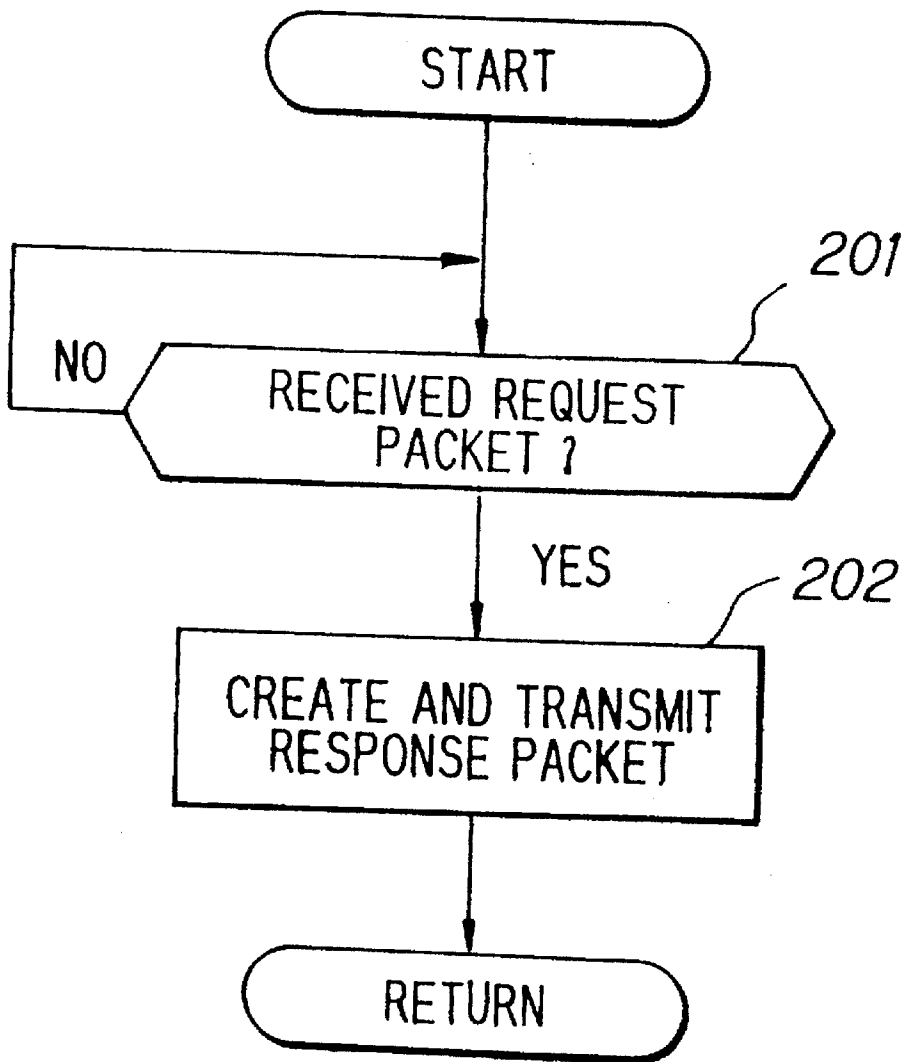 START
201
NO
RECEIVED REQUEST
PACKET ?
YES
202
CREATE AND TRANSMIT
RESPONSE PACKET
RETURN